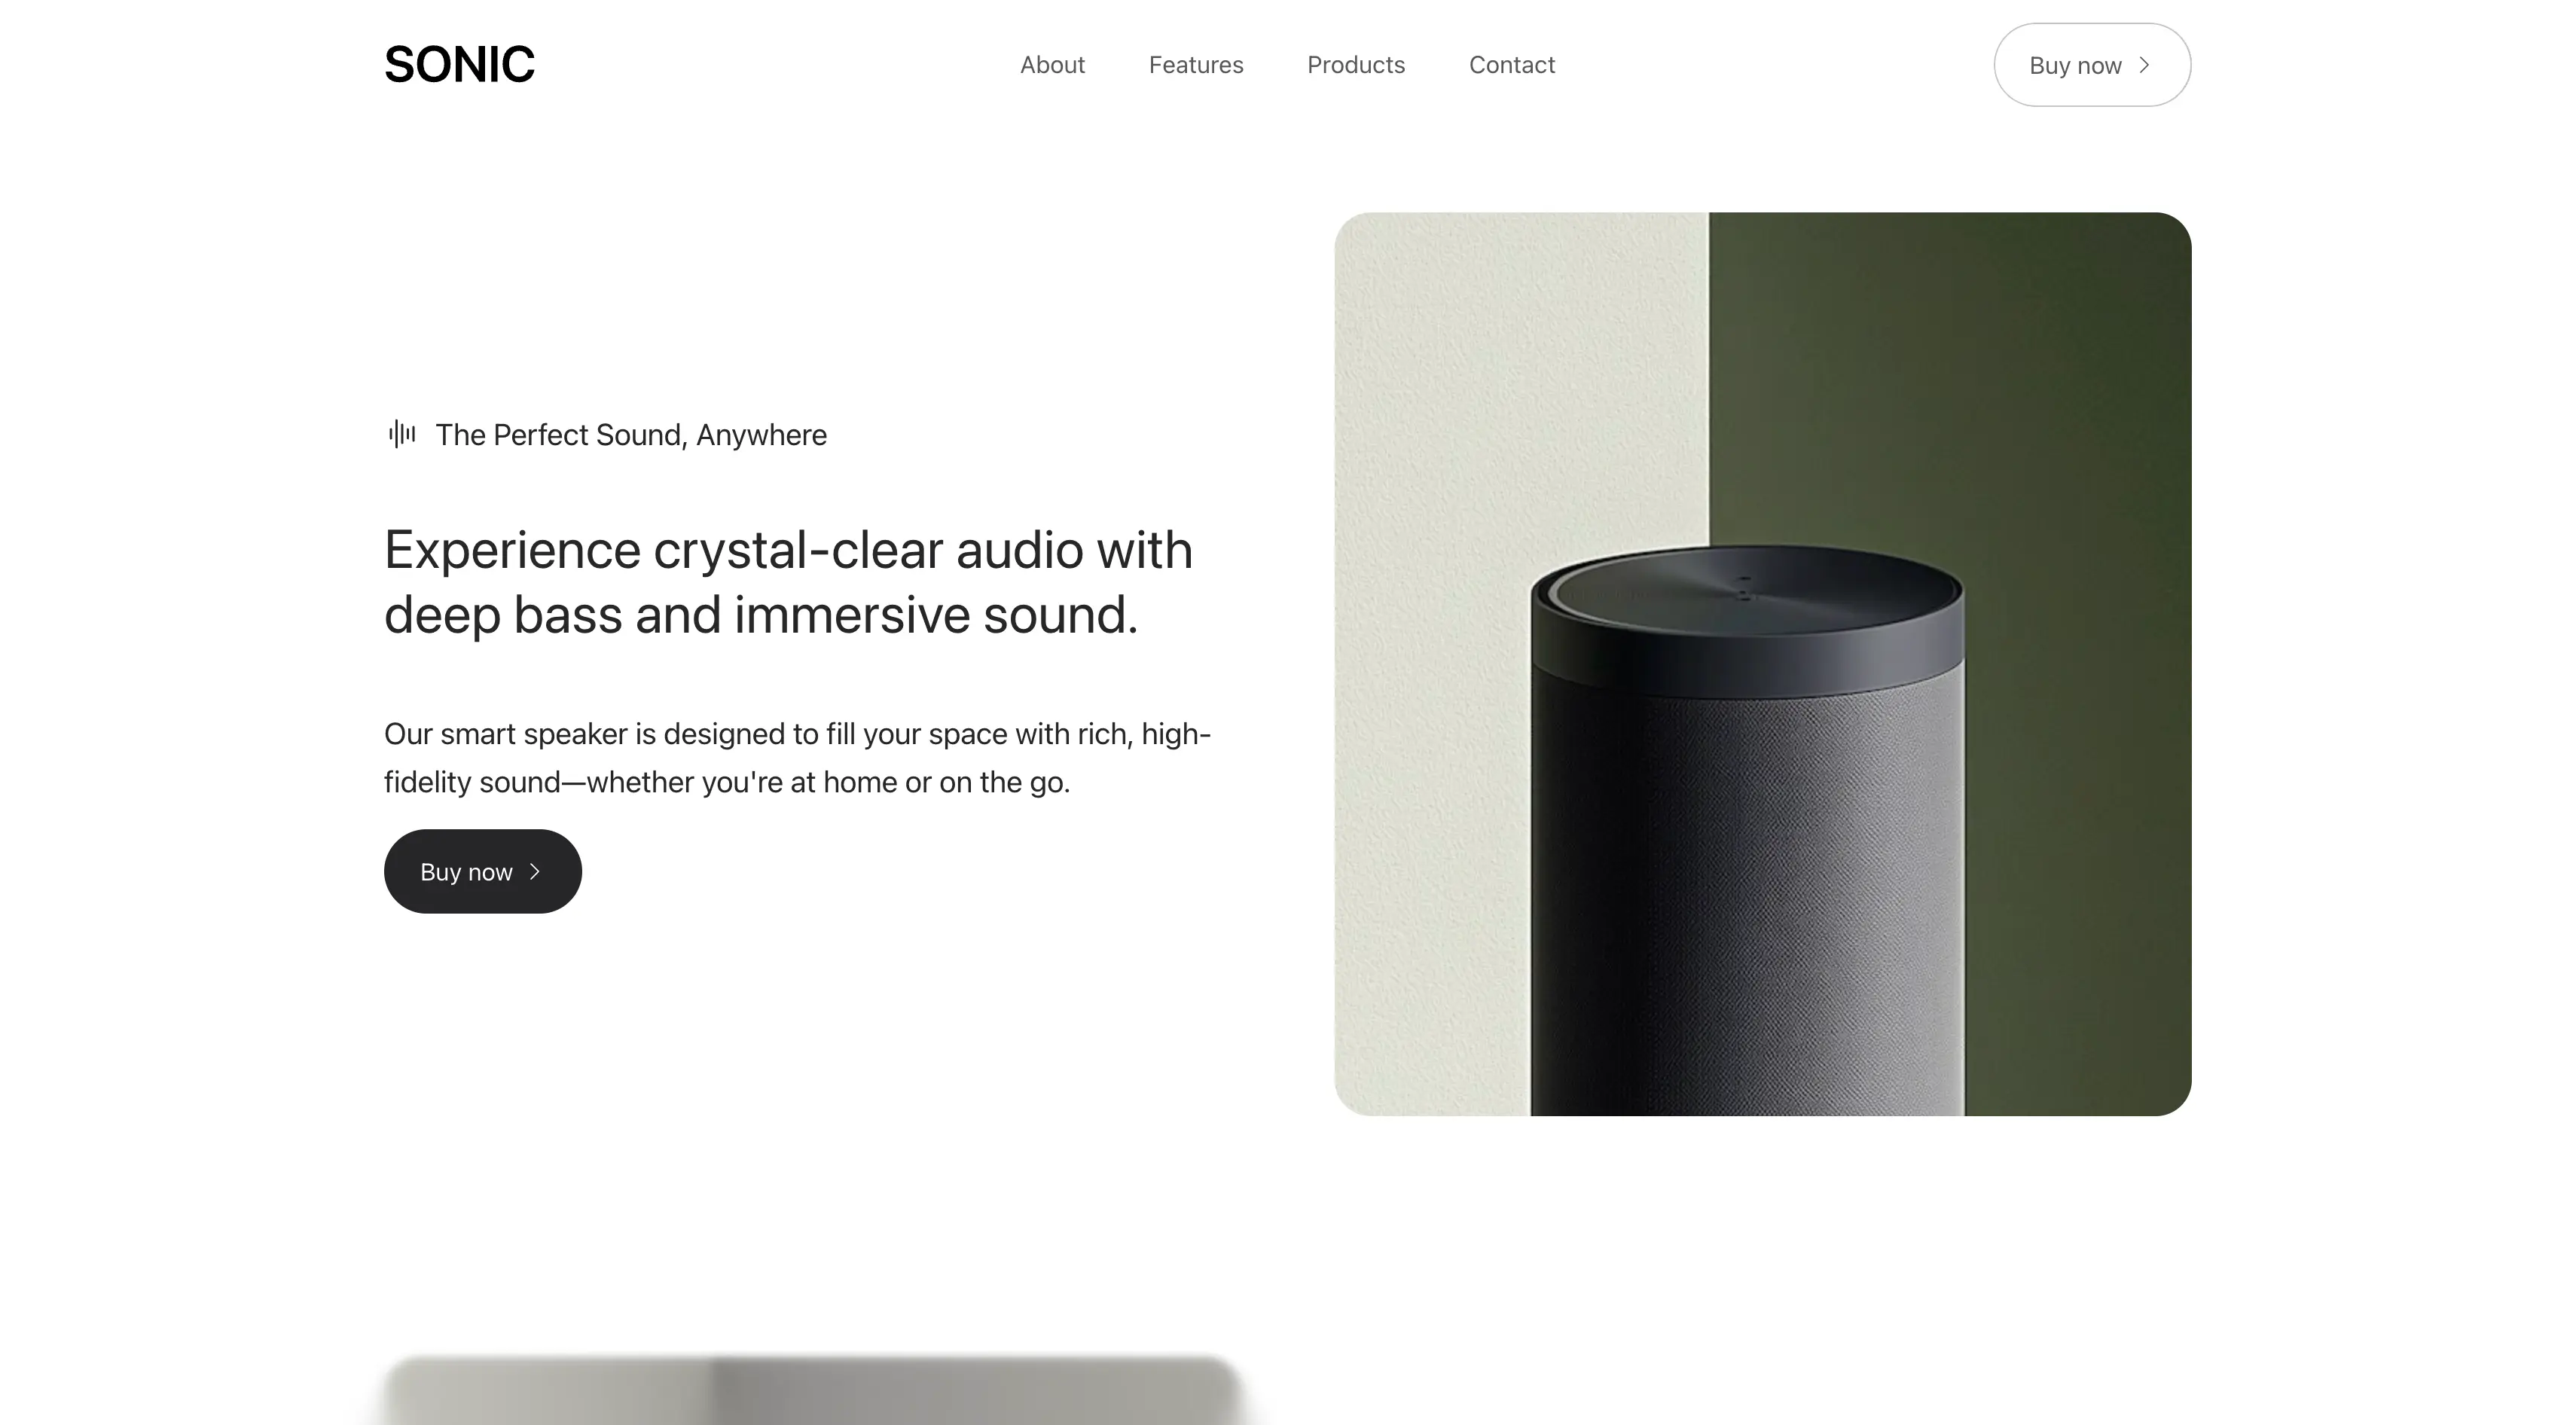 SONIC
About
Features
Products
Contact
Buy now
The Perfect Sound, Anywhere
Experience crystal-clear audio with
deep bass and immersive sound.
Our smart speaker is designed to fill your space with rich, high-
fidelity sound—whether you're at home or on the go.
Buy now